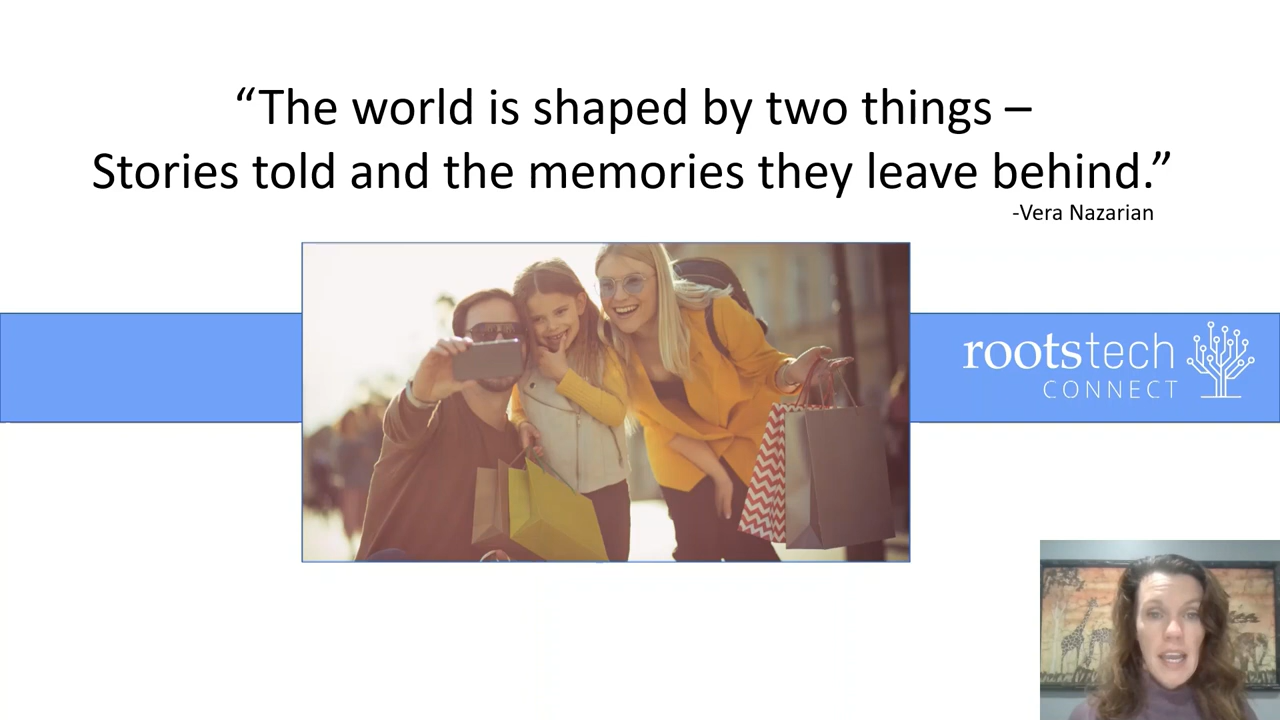 “The world is shaped by two things –
Stories told and the memories they leave behind.”
-Vera Nazarian
rootstech
CONNECT